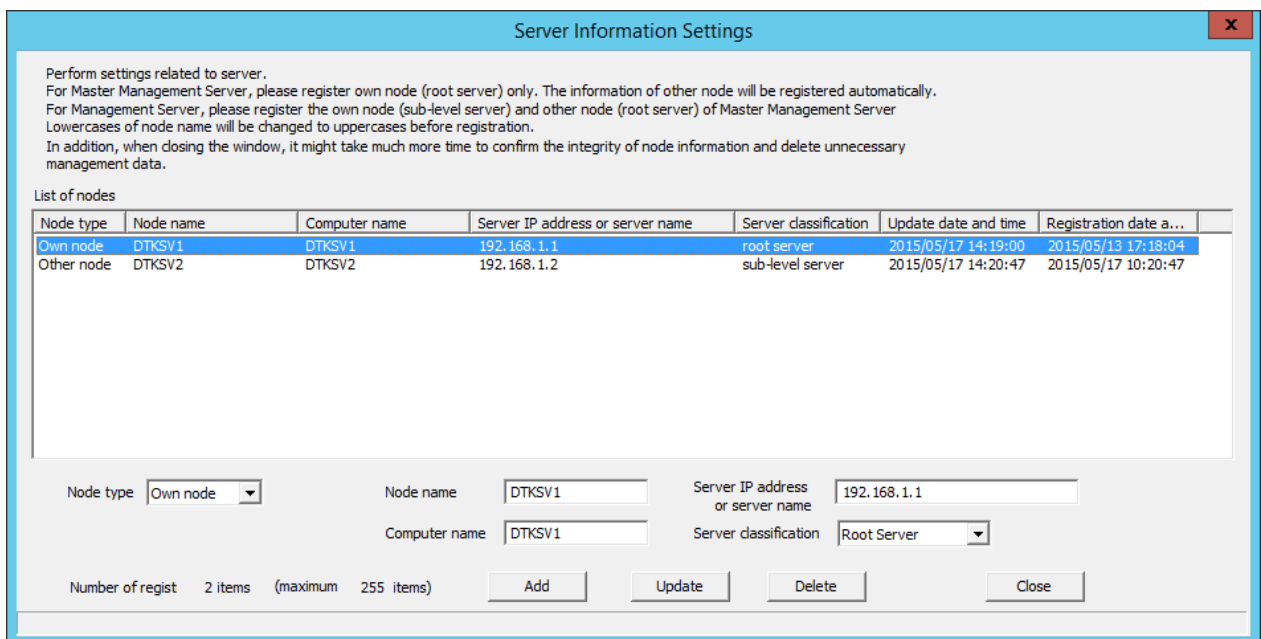 Server Information Settings
x
Perform settings related to server.
For Master Management Server, please register own node (root server) only. The information of other node will be registered automatically.
For Management Server, please register the own node (sub-level server) and other node (root server) of Master Management Server
Lowercases of node name will be changed to uppercases before registration.
In addition, when closing the window, it might take much more time to confirm the integrity of node information and delete unnecessary
management data.
List of nodes
Node type Node name Computer name Server IP address or server name Server classification Update date and time Registration date a...
Own node DTKSV1 DTKSV1 192.168.1.1 root server 2015/05/17 14:19:00 2015/05/13 17:18:04
Other node DTKSV2 DTKSV2 192.168.1.2 sub-level server 2015/05/17 14:20:47 2015/05/17 10:20:47
Node type Own node Node name DTKSV1 Server IP address 192.168.1.1
or server name
Computer name DTKSV1 Server classification Root Server
Number of regist 2 items (maximum 255 items) Add Update Delete Close